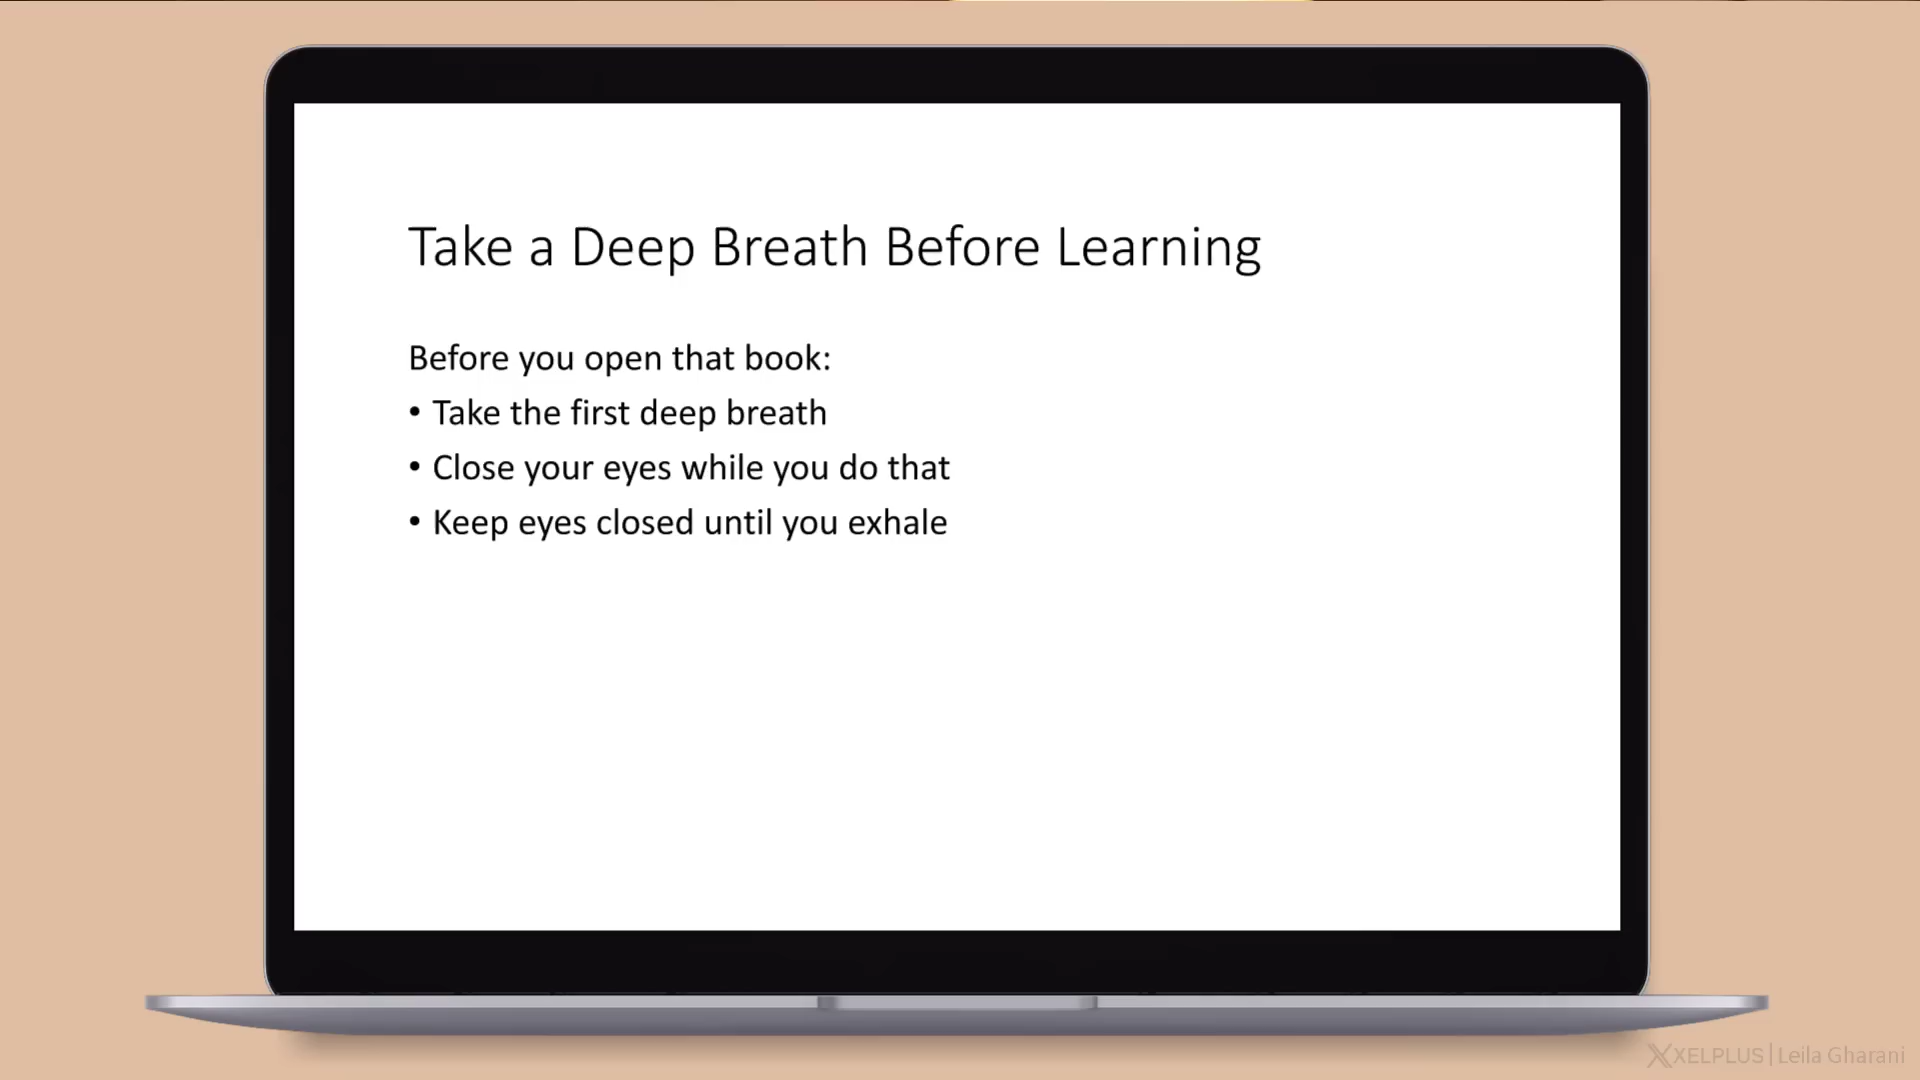 Take a Deep Breath Before Learning
Before you open that book:
• Take the first deep breath
• Close your eyes while you do that
• Keep eyes closed until you exhale
XELPLUS | Leila Gharani